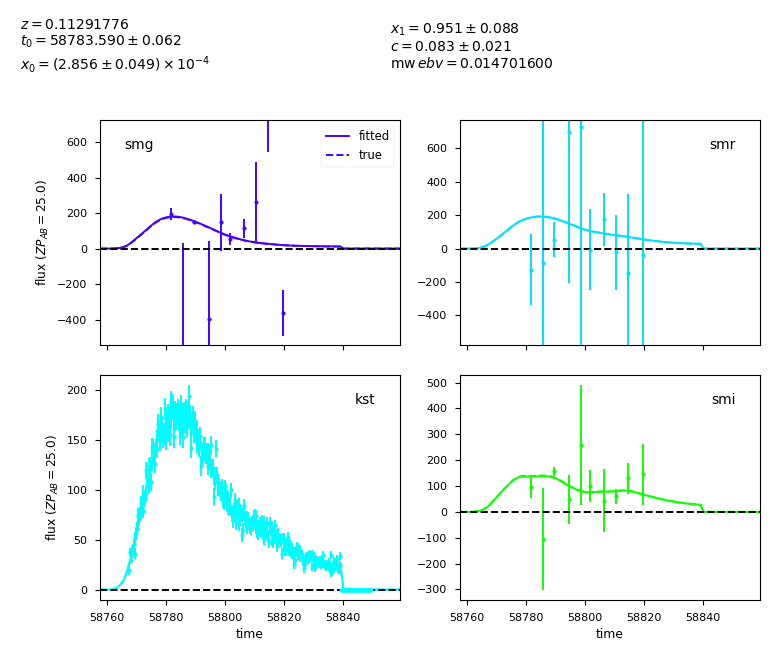 z = 0.11291776
t₀ = 58783.590 ± 0.062
x₀ = (2.856 ± 0.049) × 10⁻⁴
x₁ = 0.951 ± 0.088
c = 0.083 ± 0.021
mw ebv = 0.014701600
smg
fitted
true
600
400
200
0
−200
−400
flux (ZP_AB = 25.0)
smr
600
400
200
0
−200
−400
kst
200
150
100
50
0
flux (ZP_AB = 25.0)
58760 58780 58800 58820 58840
time
smi
500
400
300
200
100
0
−100
−200
−300
58760 58780 58800 58820 58840
time